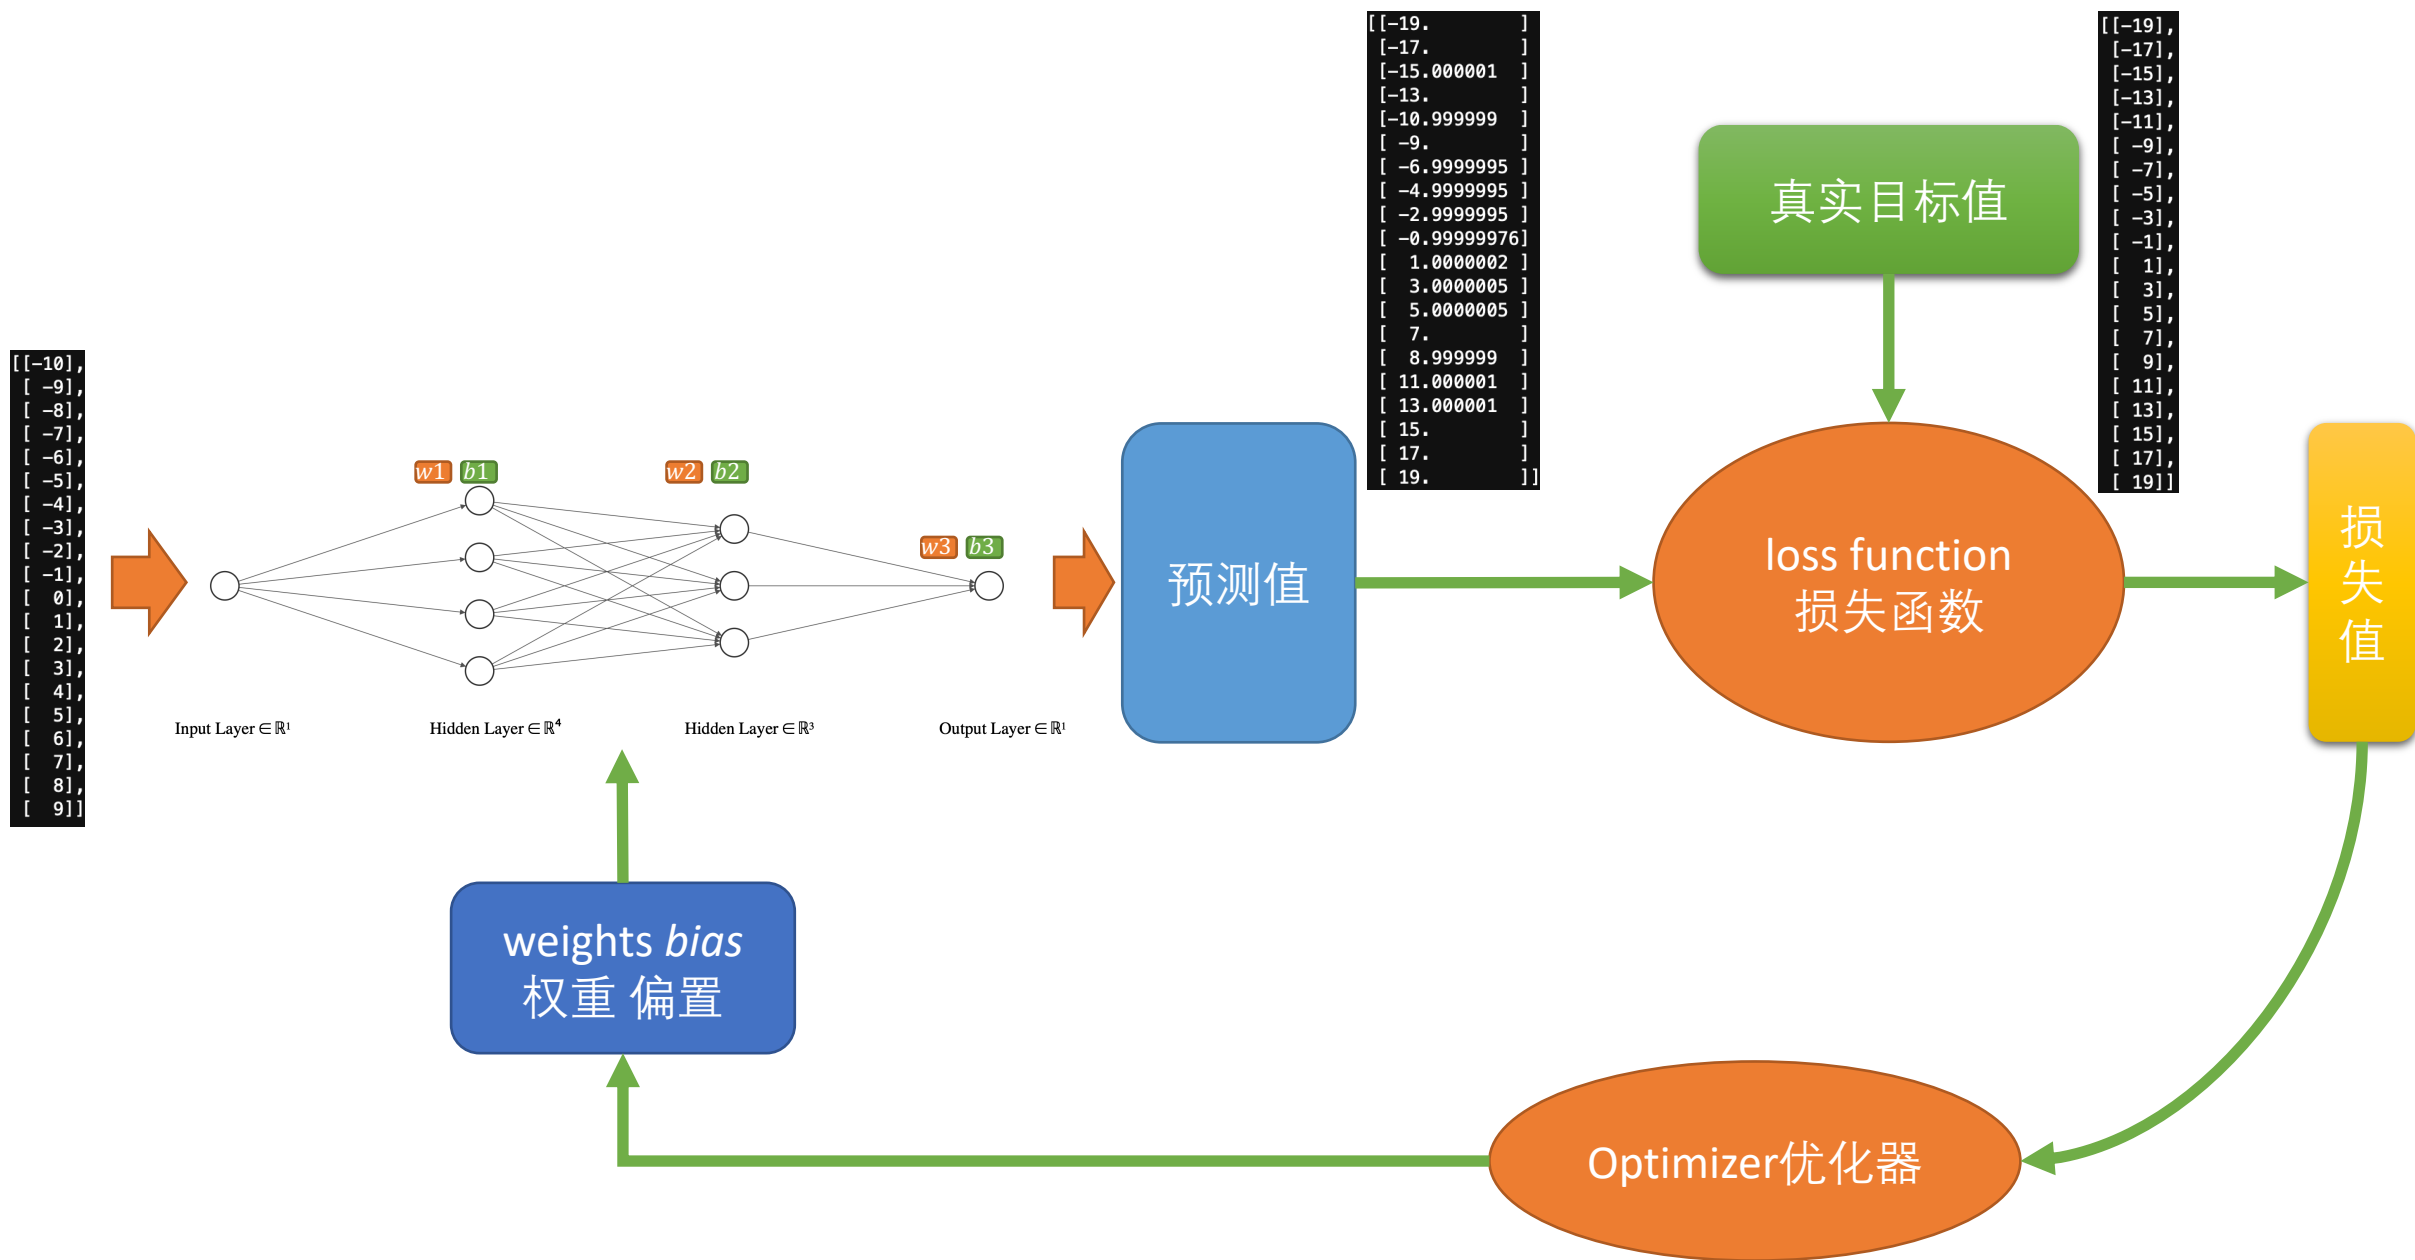 [[-10],
[ -9],
[ -8],
[ -7],
[ -6],
[ -5],
[ -4],
[ -3],
[ -2],
[ -1],
[ 0],
[ 1],
[ 2],
[ 3],
[ 4],
[ 5],
[ 6],
[ 7],
[ 8],
[ 9]]
w1 b1
w2 b2
w3 b3
Input Layer ∈ ℝ¹
Hidden Layer ∈ ℝ⁴
Hidden Layer ∈ ℝ³
Output Layer ∈ ℝ¹
预测值
[[-19. ]
[-17. ]
[-15.000001 ]
[-13. ]
[-10.999999 ]
[ -9. ]
[ -6.9999995 ]
[ -4.9999995 ]
[ -2.9999995 ]
[ -0.99999976]
[ 1.0000002 ]
[ 3.0000005 ]
[ 5.0000005 ]
[ 7. ]
[ 8.999999 ]
[ 11.000001 ]
[ 13.000001 ]
[ 15. ]
[ 17. ]
[ 19. ]]
真实目标值
[[-19],
[-17],
[-15],
[-13],
[-11],
[ -9],
[ -7],
[ -5],
[ -3],
[ -1],
[ 1],
[ 3],
[ 5],
[ 7],
[ 9],
[ 11],
[ 13],
[ 15],
[ 17],
[ 19]]
loss function
损失函数
损
失
值
weights bias
权重 偏置
Optimizer优化器